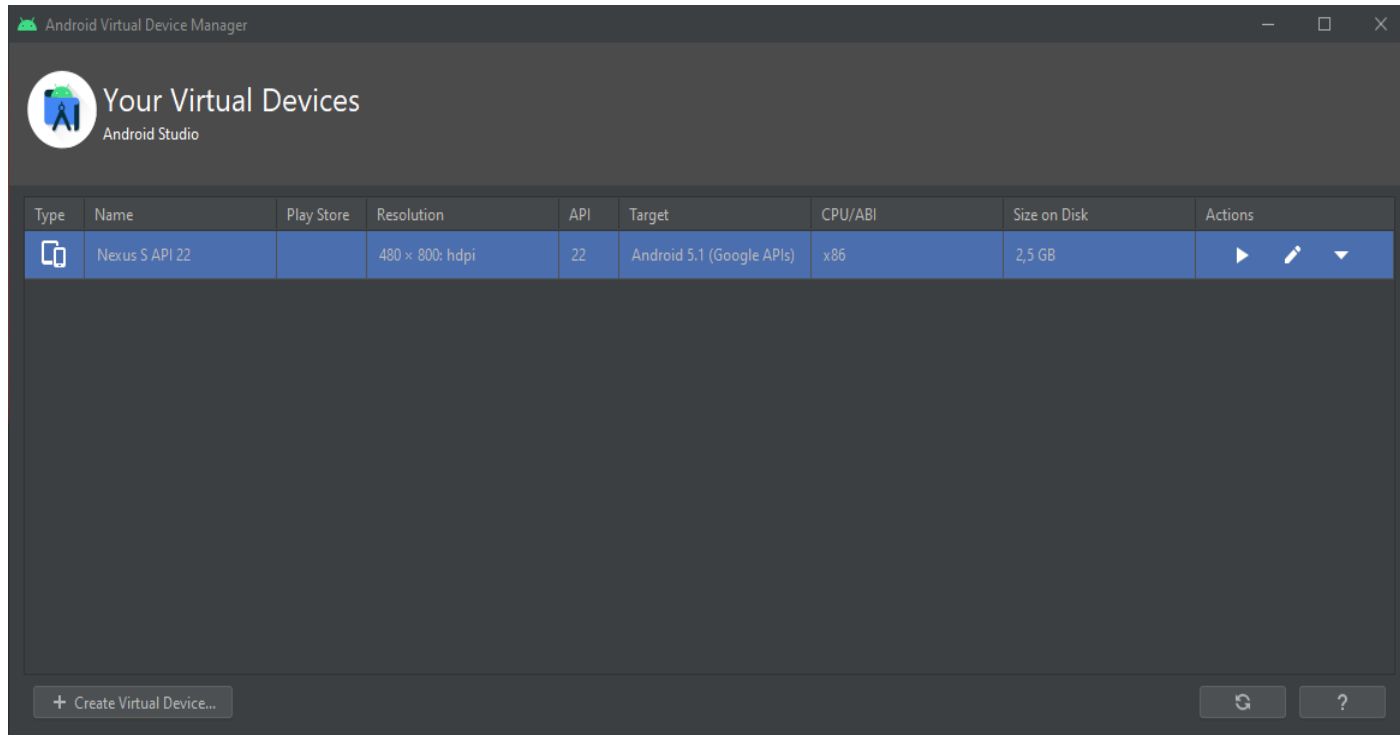 Android Virtual Device Manager
Your Virtual Devices
Android Studio
Type Name Play Store Resolution API Target CPU/ABI Size on Disk Actions
Nexus S API 22 480 × 800: hdpi 22 Android 5.1 (Google APIs) x86 2,5 GB
+ Create Virtual Device... ?